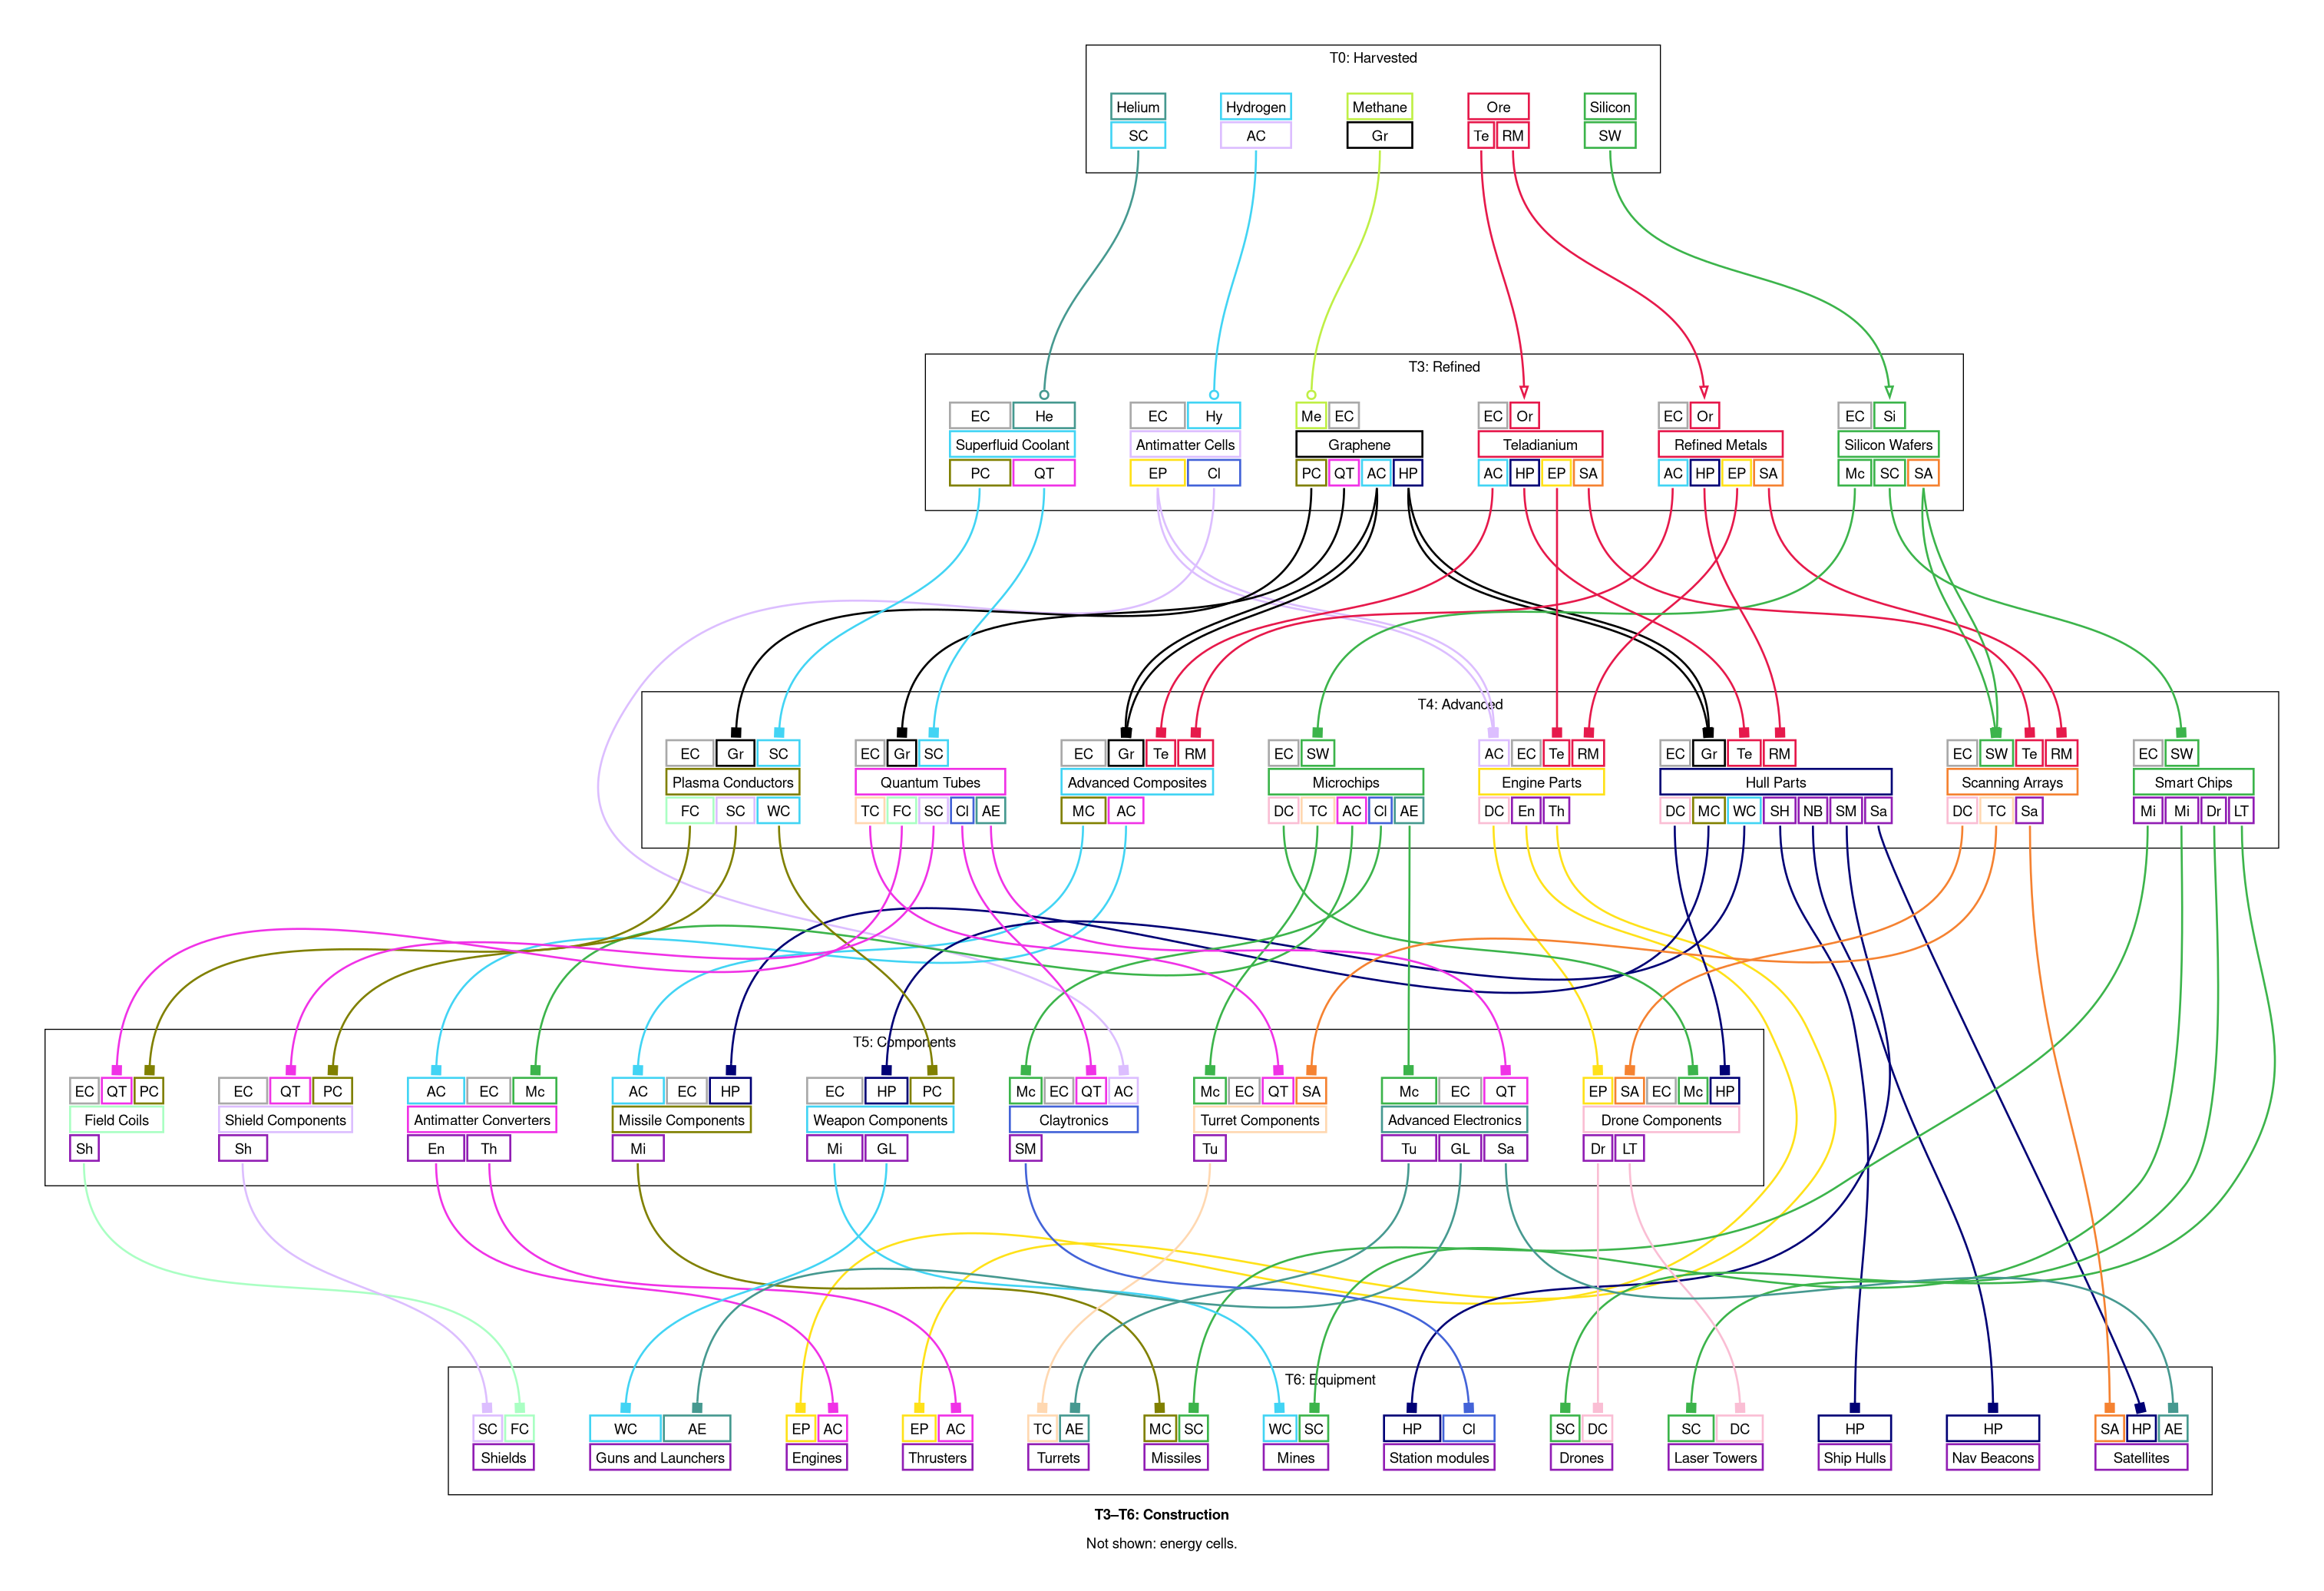 T0: Harvested
Helium Hydrogen Methane Ore Silicon
SC AC Gr Te RM SW
T3: Refined
EC He EC Hy Me EC EC Or EC Or EC Si
Superfluid Coolant Antimatter Cells Graphene Teladianium Refined Metals Silicon Wafers
PC QT EP Cl PC QT AC HP AC HP EP SA AC HP EP SA Mc SC SA
T4: Advanced
EC Gr SC EC Gr SC EC Gr Te RM EC SW AC EC Te RM EC Gr Te RM EC SW Te RM EC SW
Plasma Conductors Quantum Tubes Advanced Composites Microchips Engine Parts Hull Parts Scanning Arrays Smart Chips
FC SC WC TC FC SC Cl AE MC AC DC TC AC Cl AE DC En Th DC MC WC SH NB SM Sa DC TC Sa Mi Mi Dr LT
T5: Components
EC QT PC EC QT PC AC EC Mc AC EC HP EC HP PC Mc EC QT AC Mc EC QT SA Mc EC QT EP SA EC Mc HP
Field Coils Shield Components Antimatter Converters Missile Components Weapon Components Claytronics Turret Components Advanced Electronics Drone Components
Sh Sh En Th Mi Mi GL SM Tu Tu GL Sa Dr LT
T6: Equipment
SC FC WC AE EP AC EP AC TC AE MC SC WC SC HP Cl SC DC SC DC HP HP SA HP AE
Shields Guns and Launchers Engines Thrusters Turrets Missiles Mines Station modules Drones Laser Towers Ship Hulls Nav Beacons Satellites
T3–T6: Construction
Not shown: energy cells.